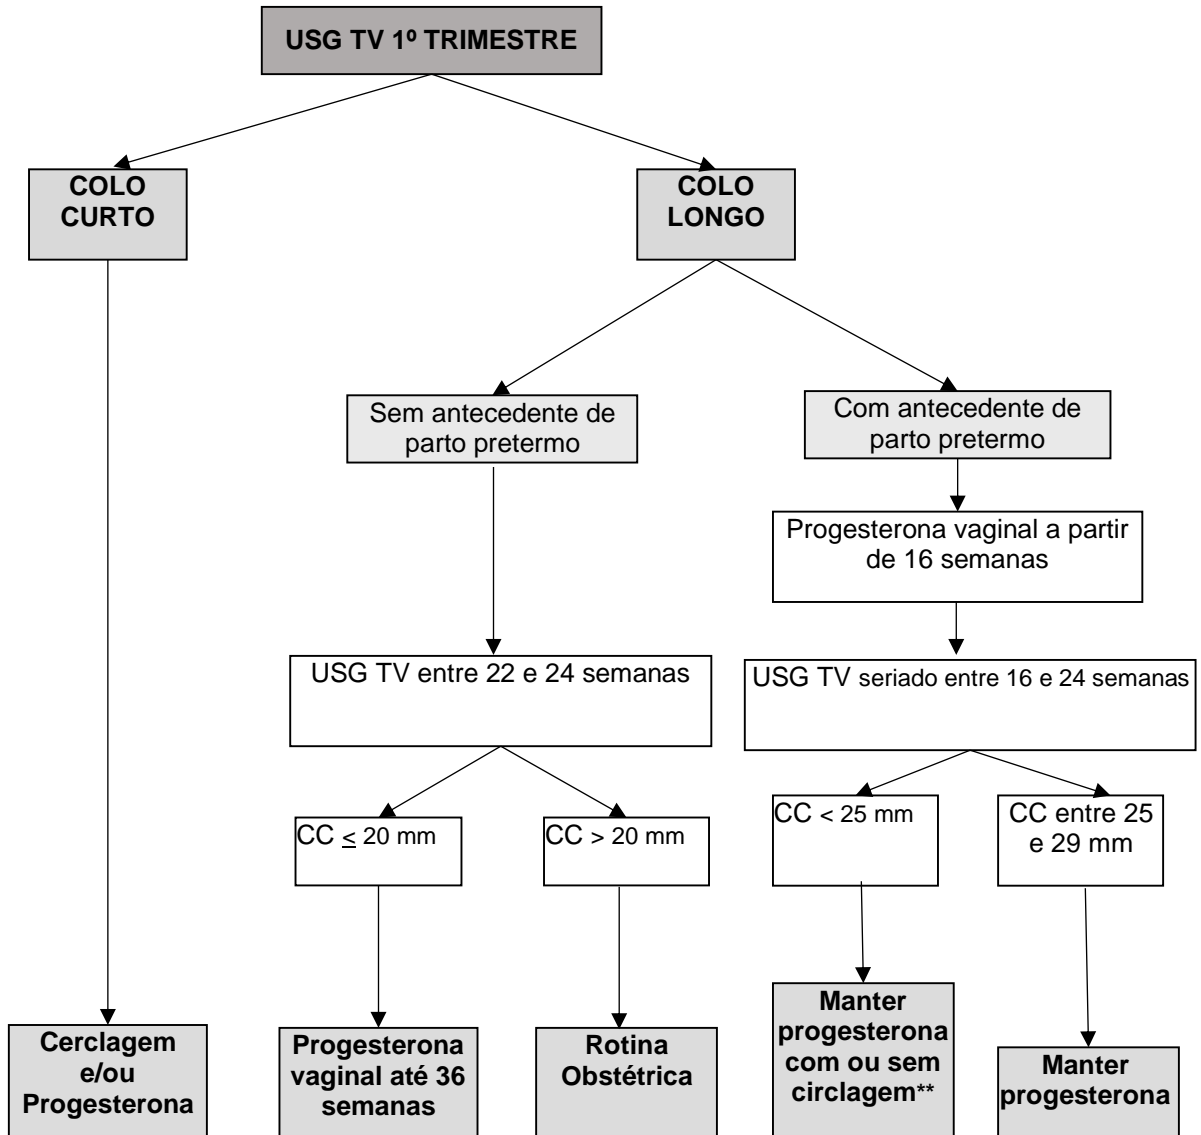 USG TV 1º TRIMESTRE
COLO
CURTO
COLO
LONGO
Sem antecedente de
parto pretermo
Com antecedente de
parto pretermo
Progesterona vaginal a partir
de 16 semanas
USG TV entre 22 e 24 semanas
USG TV seriado entre 16 e 24 semanas
CC ≤ 20 mm
CC > 20 mm
CC < 25 mm
CC entre 25
e 29 mm
Cerclagem
e/ou
Progesterona
Progesterona
vaginal até 36
semanas
Rotina
Obstétrica
Manter
progesterona
com ou sem
circlagem**
Manter
progesterona